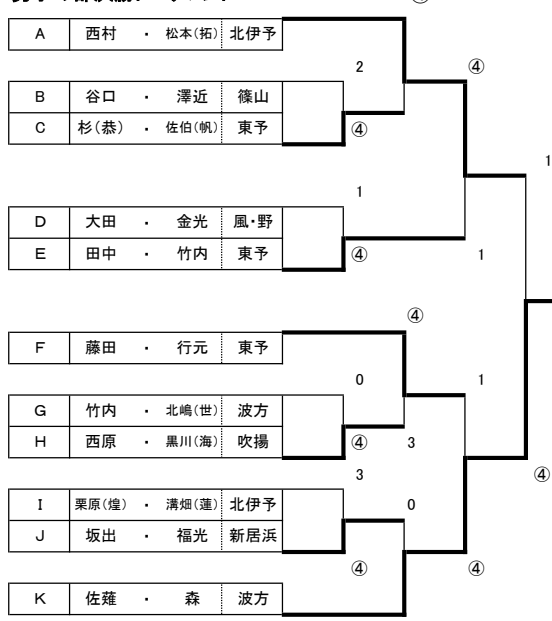 ④
A 西村 ・ 松本(拓) 北伊予
2 ④
B 谷口 ・ 澤近 篠山
C 杉(恭) ・ 佐伯(帆) 東予
④
1
1
D 大田 ・ 金光 風・野
E 田中 ・ 竹内 東予
④ 1
④
F 藤田 ・ 行元 東予
0 1
G 竹内 ・ 北嶋(世) 波方
H 西原 ・ 黒川(海) 吹揚
④ 3
3 ④
I 栗原(煌) ・ 溝畑(蓮) 北伊予
0
J 坂出 ・ 福光 新居浜
④ ④
K 佐薙 ・ 森 波方